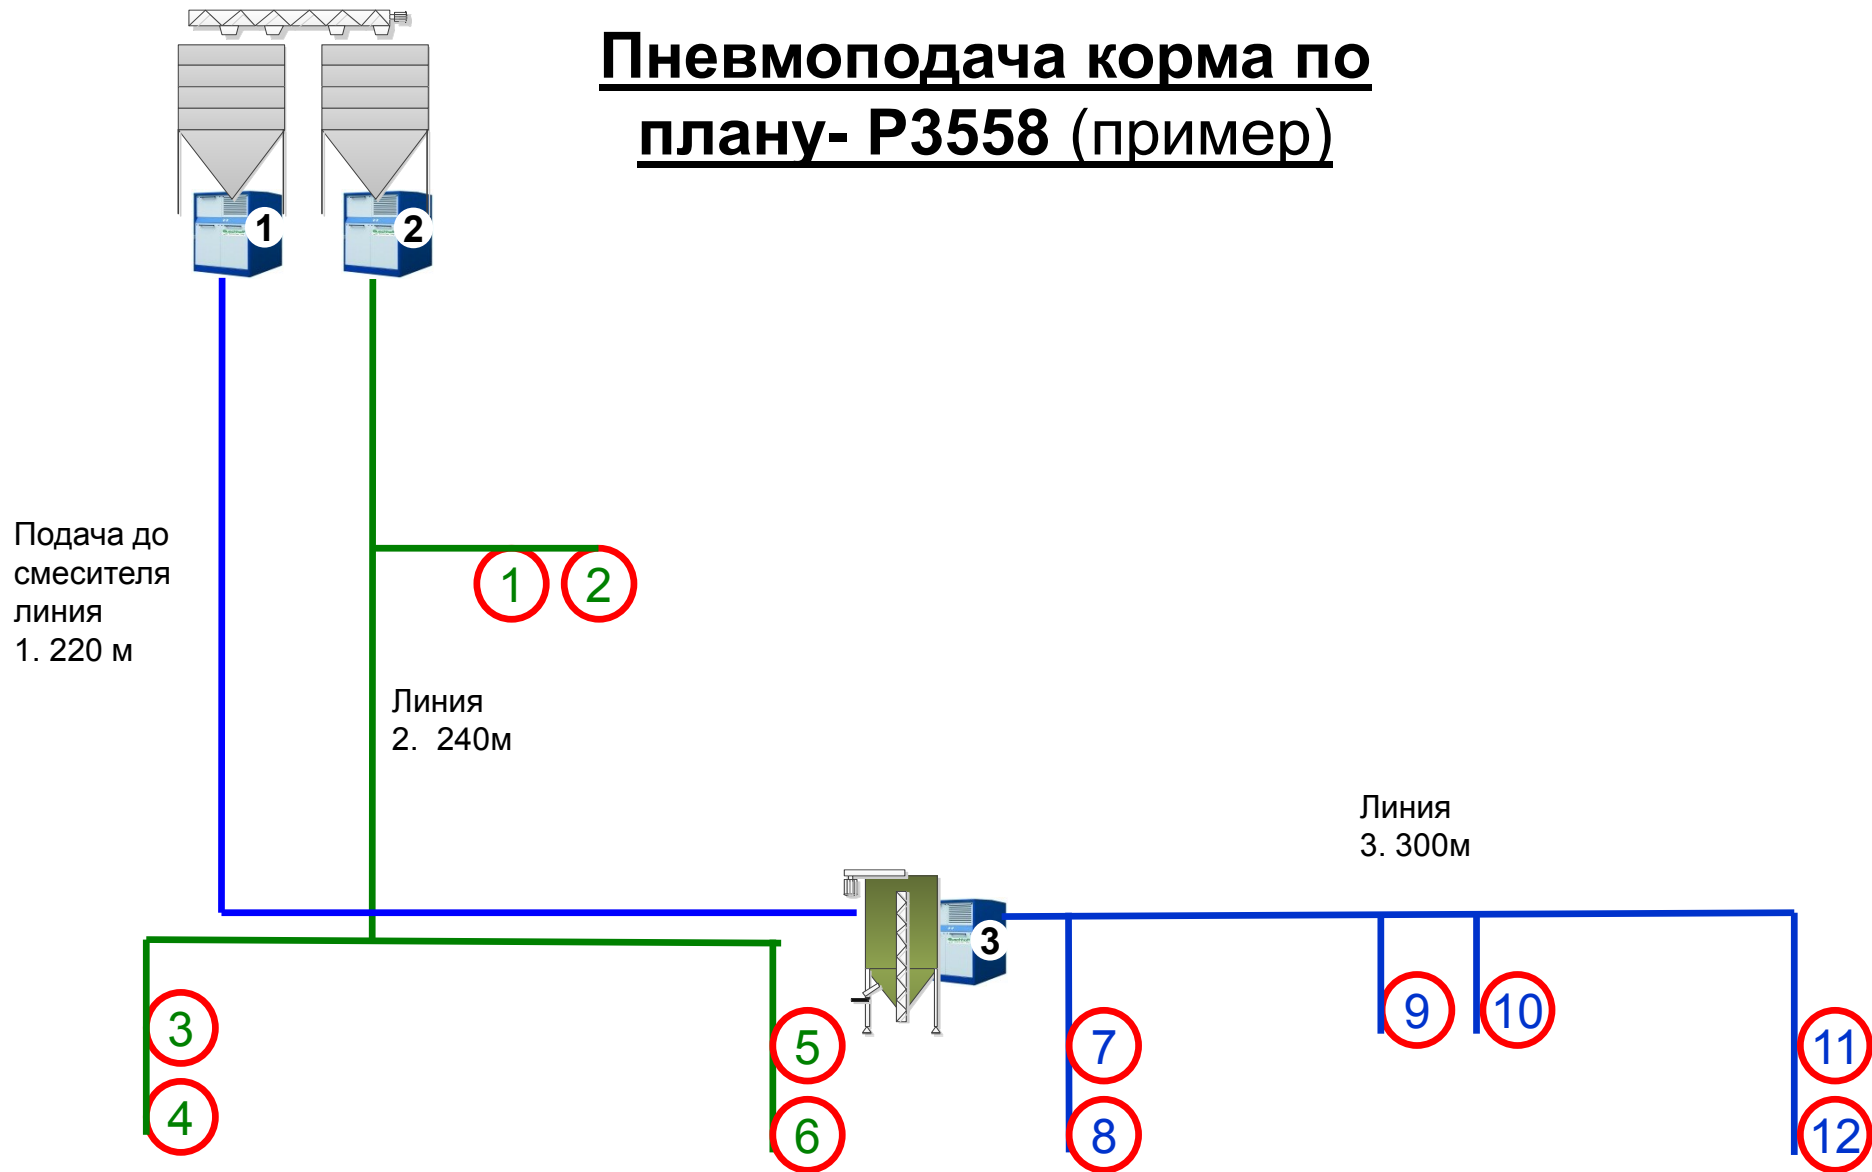 Пневмоподача корма по
плану- P3558 (пример)
1
2
Подача до
смесителя
линия
1. 220 м
1
2
Линия
2. 240м
Линия
3. 300м
3
3
4
5
6
7
8
9
10
11
12